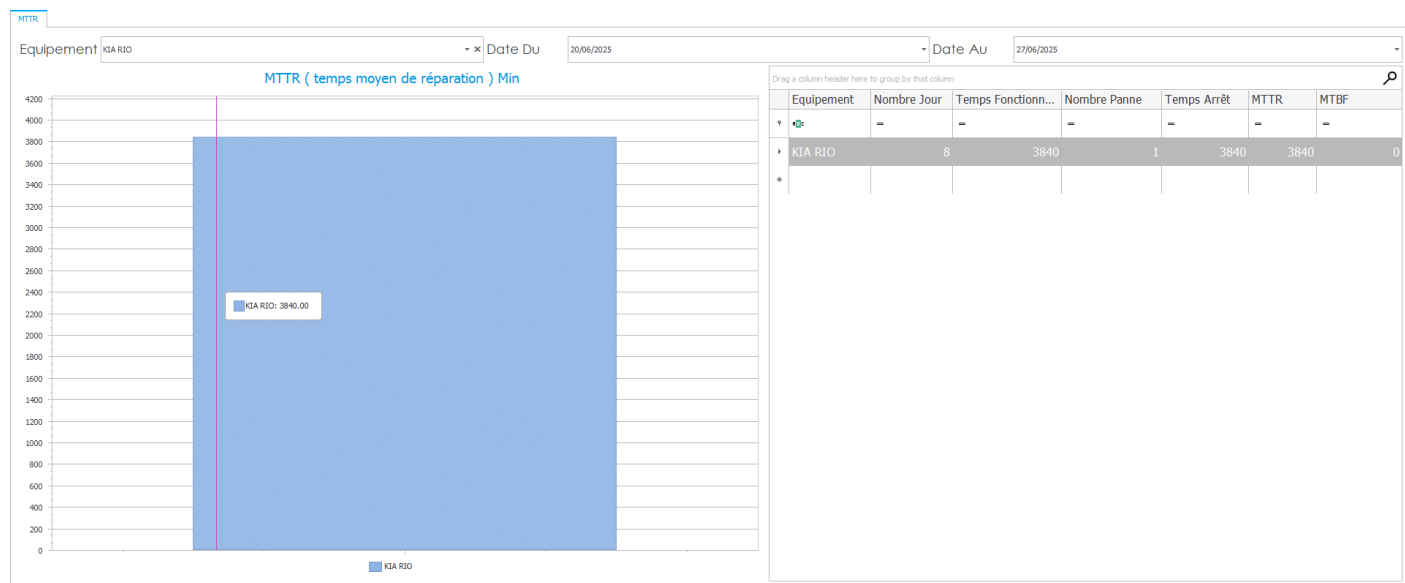 MTTR
Equipement KIA RIO Date Du 20/06/2025 Date Au 27/06/2025
MTTR ( temps moyen de réparation ) Min
4200
4000
3800
3600
3400
3200
3000
2800
2600
2400
2200
2000
1800
1600
1400
1200
1000
800
600
400
200
0
KIA RIO: 3840.00
KIA RIO
Drag a column header here to group by that column
Equipement Nombre Jour Temps Fonctionn... Nombre Panne Temps Arrêt MTTR MTBF
= = = = = =
KIA RIO 8 3840 1 3840 3840 0